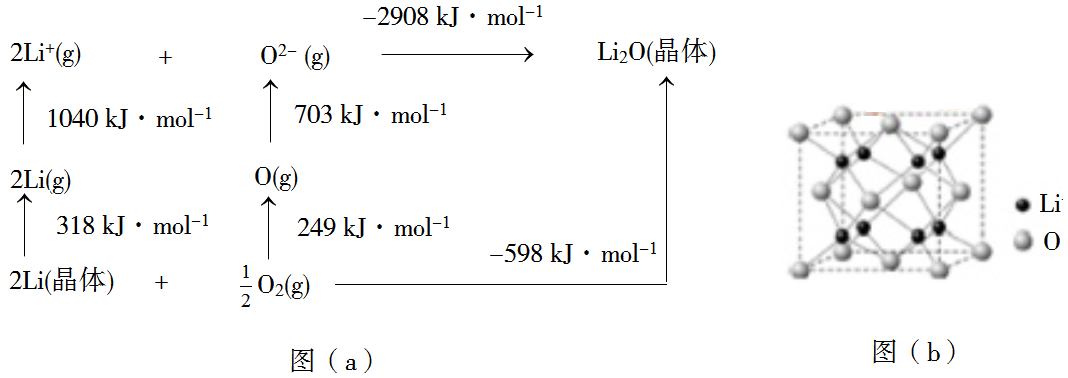 −2908 kJ·mol⁻¹
2Li⁺(g) + O²⁻ (g) Li₂O(晶体)
1040 kJ·mol⁻¹ 703 kJ·mol⁻¹
2Li(g) O(g)
318 kJ·mol⁻¹ 249 kJ·mol⁻¹
−598 kJ·mol⁻¹
2Li(晶体) + 1/2 O₂(g)
图(a)
Li
O
图(b)